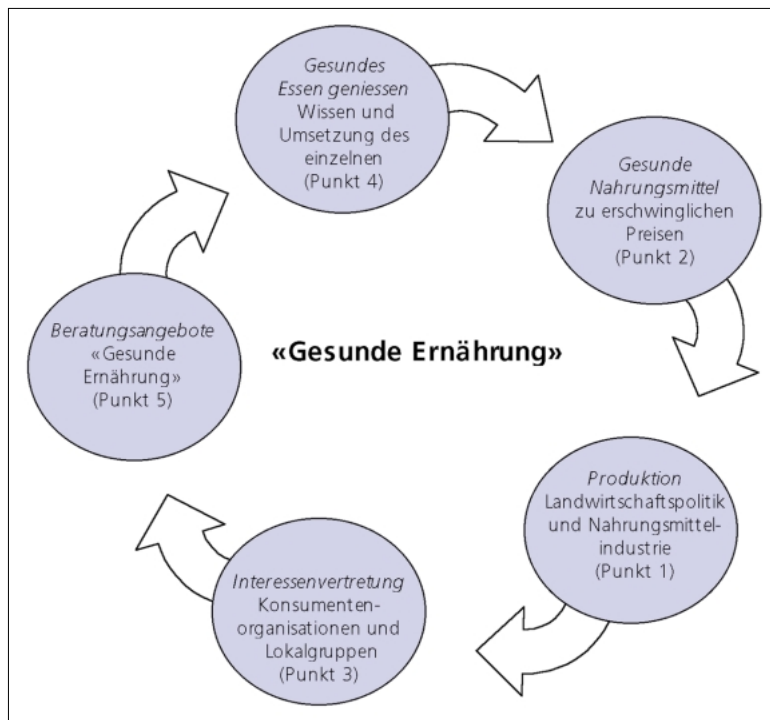 Gesundes
Essen geniessen
Wissen und
Umsetzung des
einzelnen
(Punkt 4)
Gesunde
Nahrungsmittel
zu erschwinglichen
Preisen
(Punkt 2)
Beratungsangebote
«Gesunde
Ernährung»
(Punkt 5)
«Gesunde Ernährung»
Produktion
Landwirtschaftspolitik
und Nahrungsmittel-
industrie
(Punkt 1)
Interessenvertretung
Konsumenten-
organisationen und
Lokalgruppen
(Punkt 3)